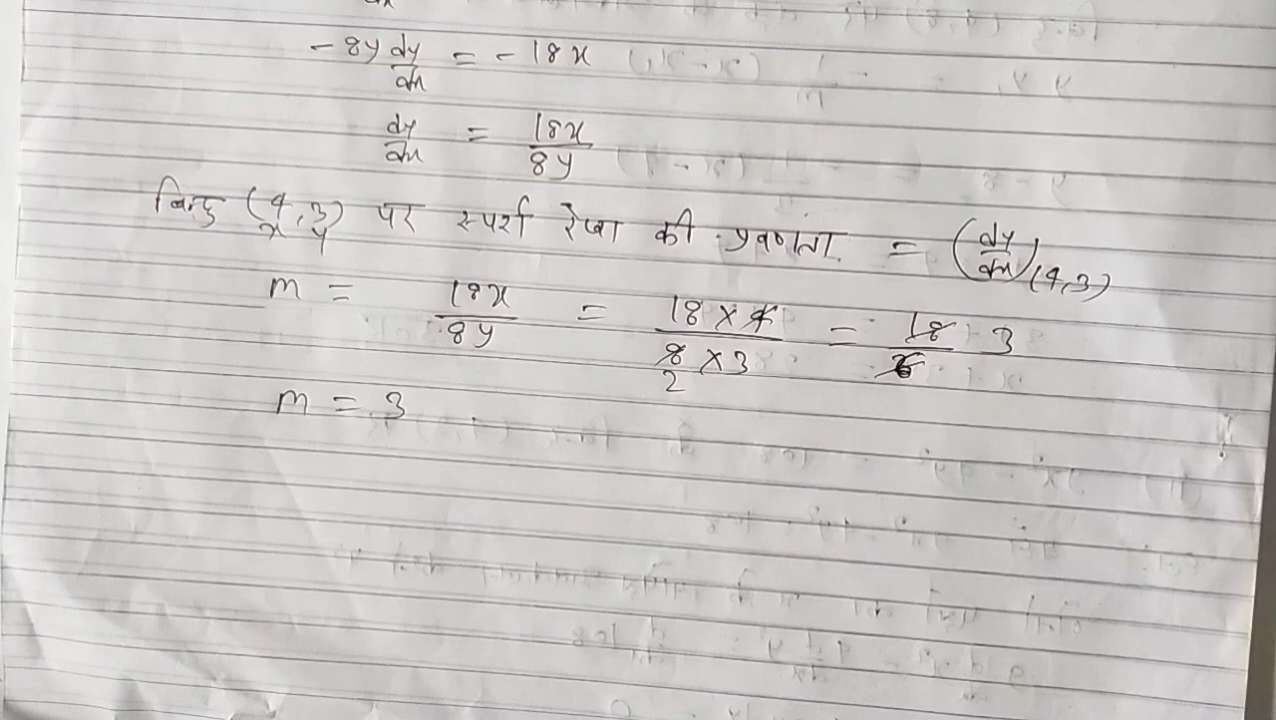 - 8y dy/dx = - 18x
dy/dx = 18x/8y
बिन्दु (4,3) पर स्पर्श रेखा की प्रवणता = (dy/dx)(4,3)
x y
m = 18x/8y = 18 × 4/8 × 3 = 18/6 3
2
m = 3